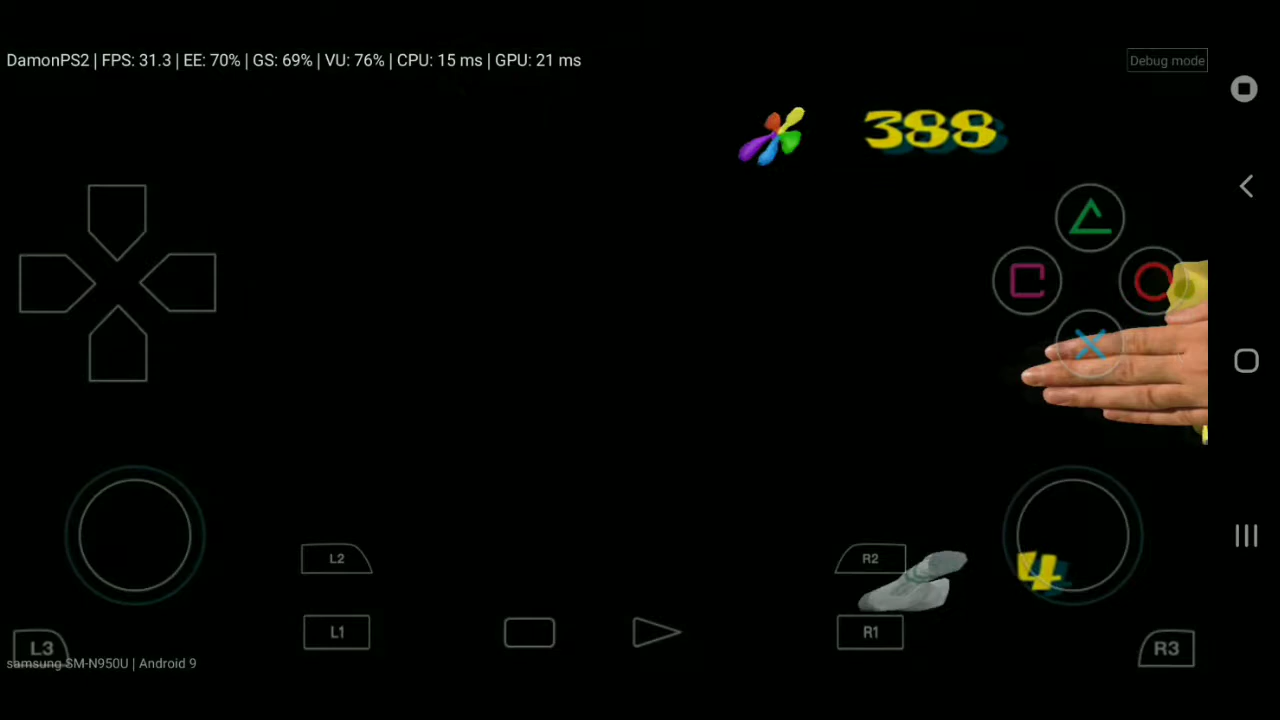 DamonPS2 | FPS: 31.3 | EE: 70% | GS: 69% | VU: 76% | CPU: 15 ms | GPU: 21 ms
Debug mode
388
L2
R2
4
L1
R1
L3
R3
samsung SM-N950U | Android 9